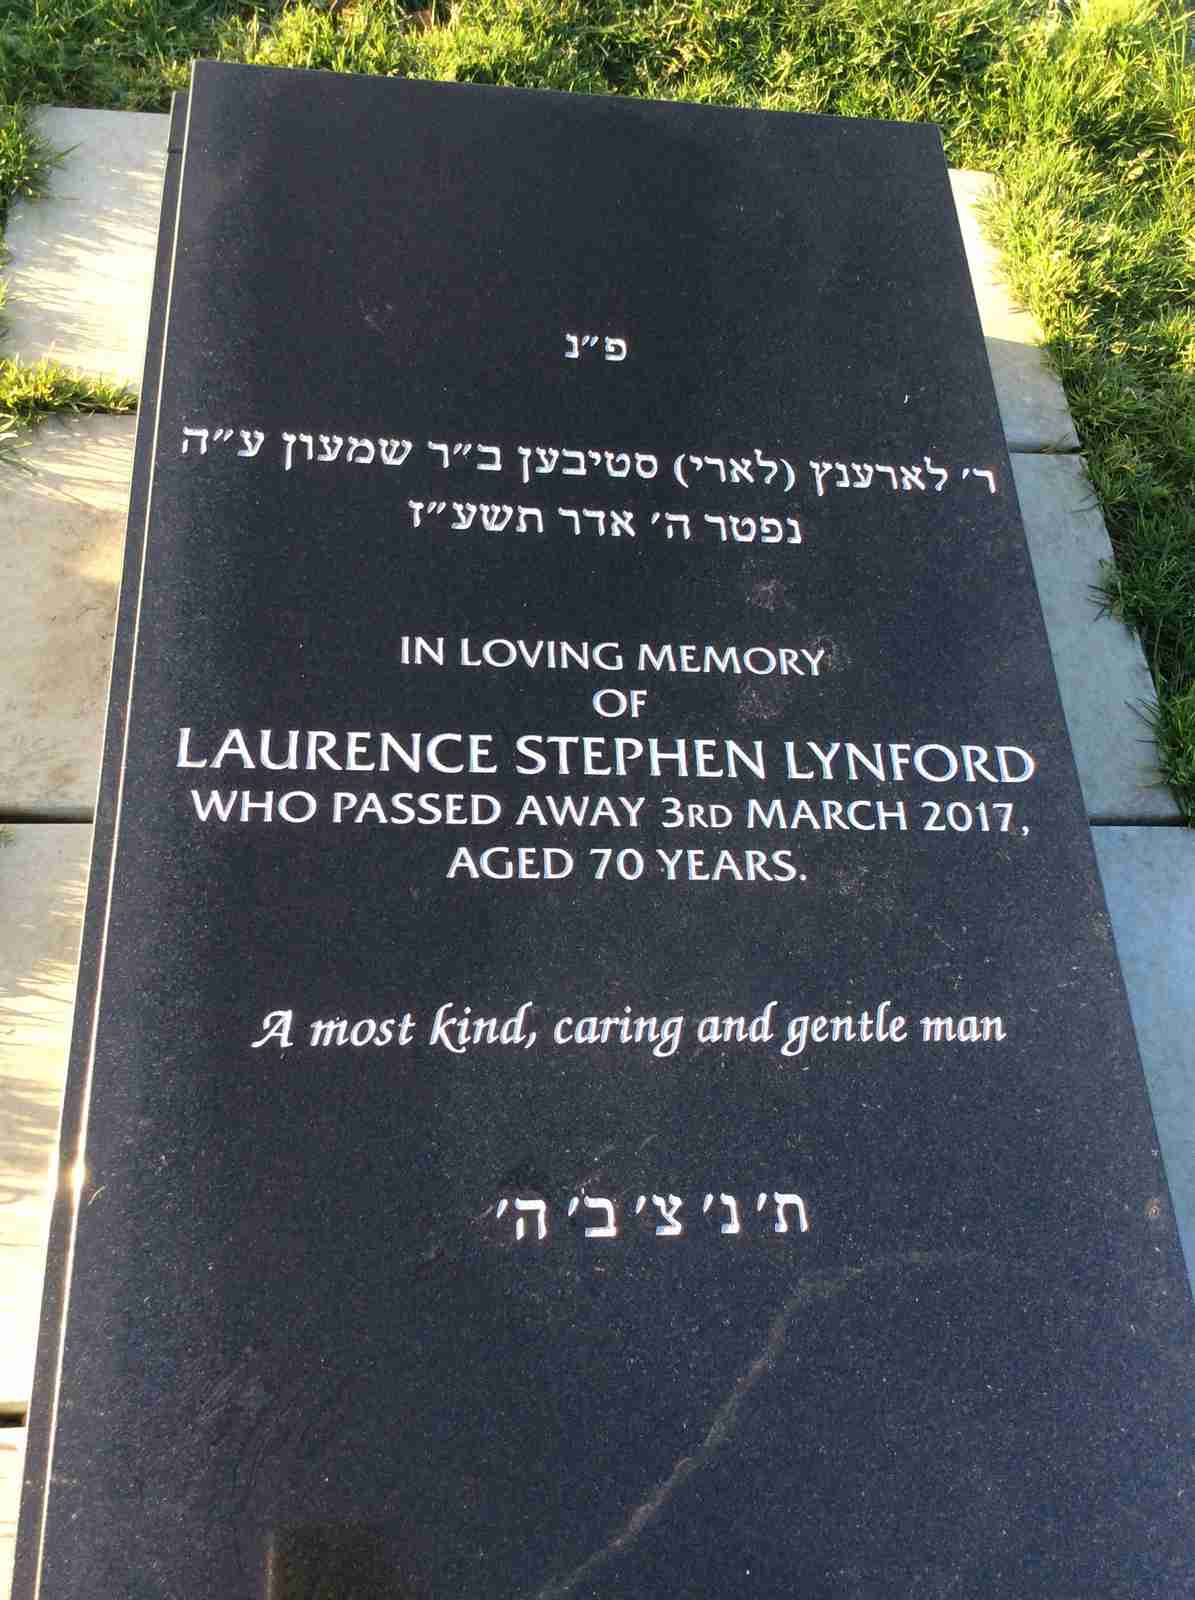 פ״נ
ר׳ לארענץ (לארי) סטיבען ב״ר שמעון ע״ה
נפטר ה׳ אדר תשע״ז
IN LOVING MEMORY
OF
LAURENCE STEPHEN LYNFORD
WHO PASSED AWAY 3RD MARCH 2017,
AGED 70 YEARS.
A most kind, caring and gentle man
ת׳ נ׳ צ׳ ב׳ ה׳